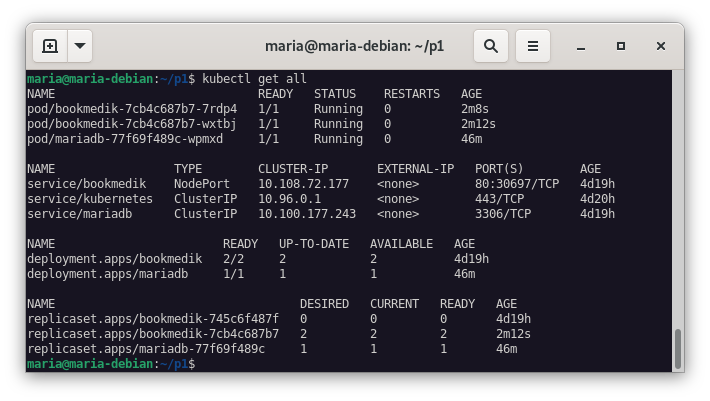 maria@maria-debian: ~/p1
maria@maria-debian:~/p1$ kubectl get all
NAME                             READY   STATUS    RESTARTS   AGE
pod/bookmedik-7cb4c687b7-7rdp4   1/1     Running   0          2m8s
pod/bookmedik-7cb4c687b7-wxtbj   1/1     Running   0          2m12s
pod/mariadb-77f69f489c-wpmxd     1/1     Running   0          46m
NAME                 TYPE        CLUSTER-IP       EXTERNAL-IP   PORT(S)        AGE
service/bookmedik    NodePort    10.108.72.177    <none>        80:30697/TCP   4d19h
service/kubernetes   ClusterIP   10.96.0.1        <none>        443/TCP        4d20h
service/mariadb      ClusterIP   10.100.177.243   <none>        3306/TCP       4d19h
NAME                        READY   UP-TO-DATE   AVAILABLE   AGE
deployment.apps/bookmedik   2/2     2            2           4d19h
deployment.apps/mariadb     1/1     1            1           46m
NAME                                   DESIRED   CURRENT   READY   AGE
replicaset.apps/bookmedik-745c6f487f   0         0         0       4d19h
replicaset.apps/bookmedik-7cb4c687b7   2         2         2       2m12s
replicaset.apps/mariadb-77f69f489c     1         1         1       46m
maria@maria-debian:~/p1$